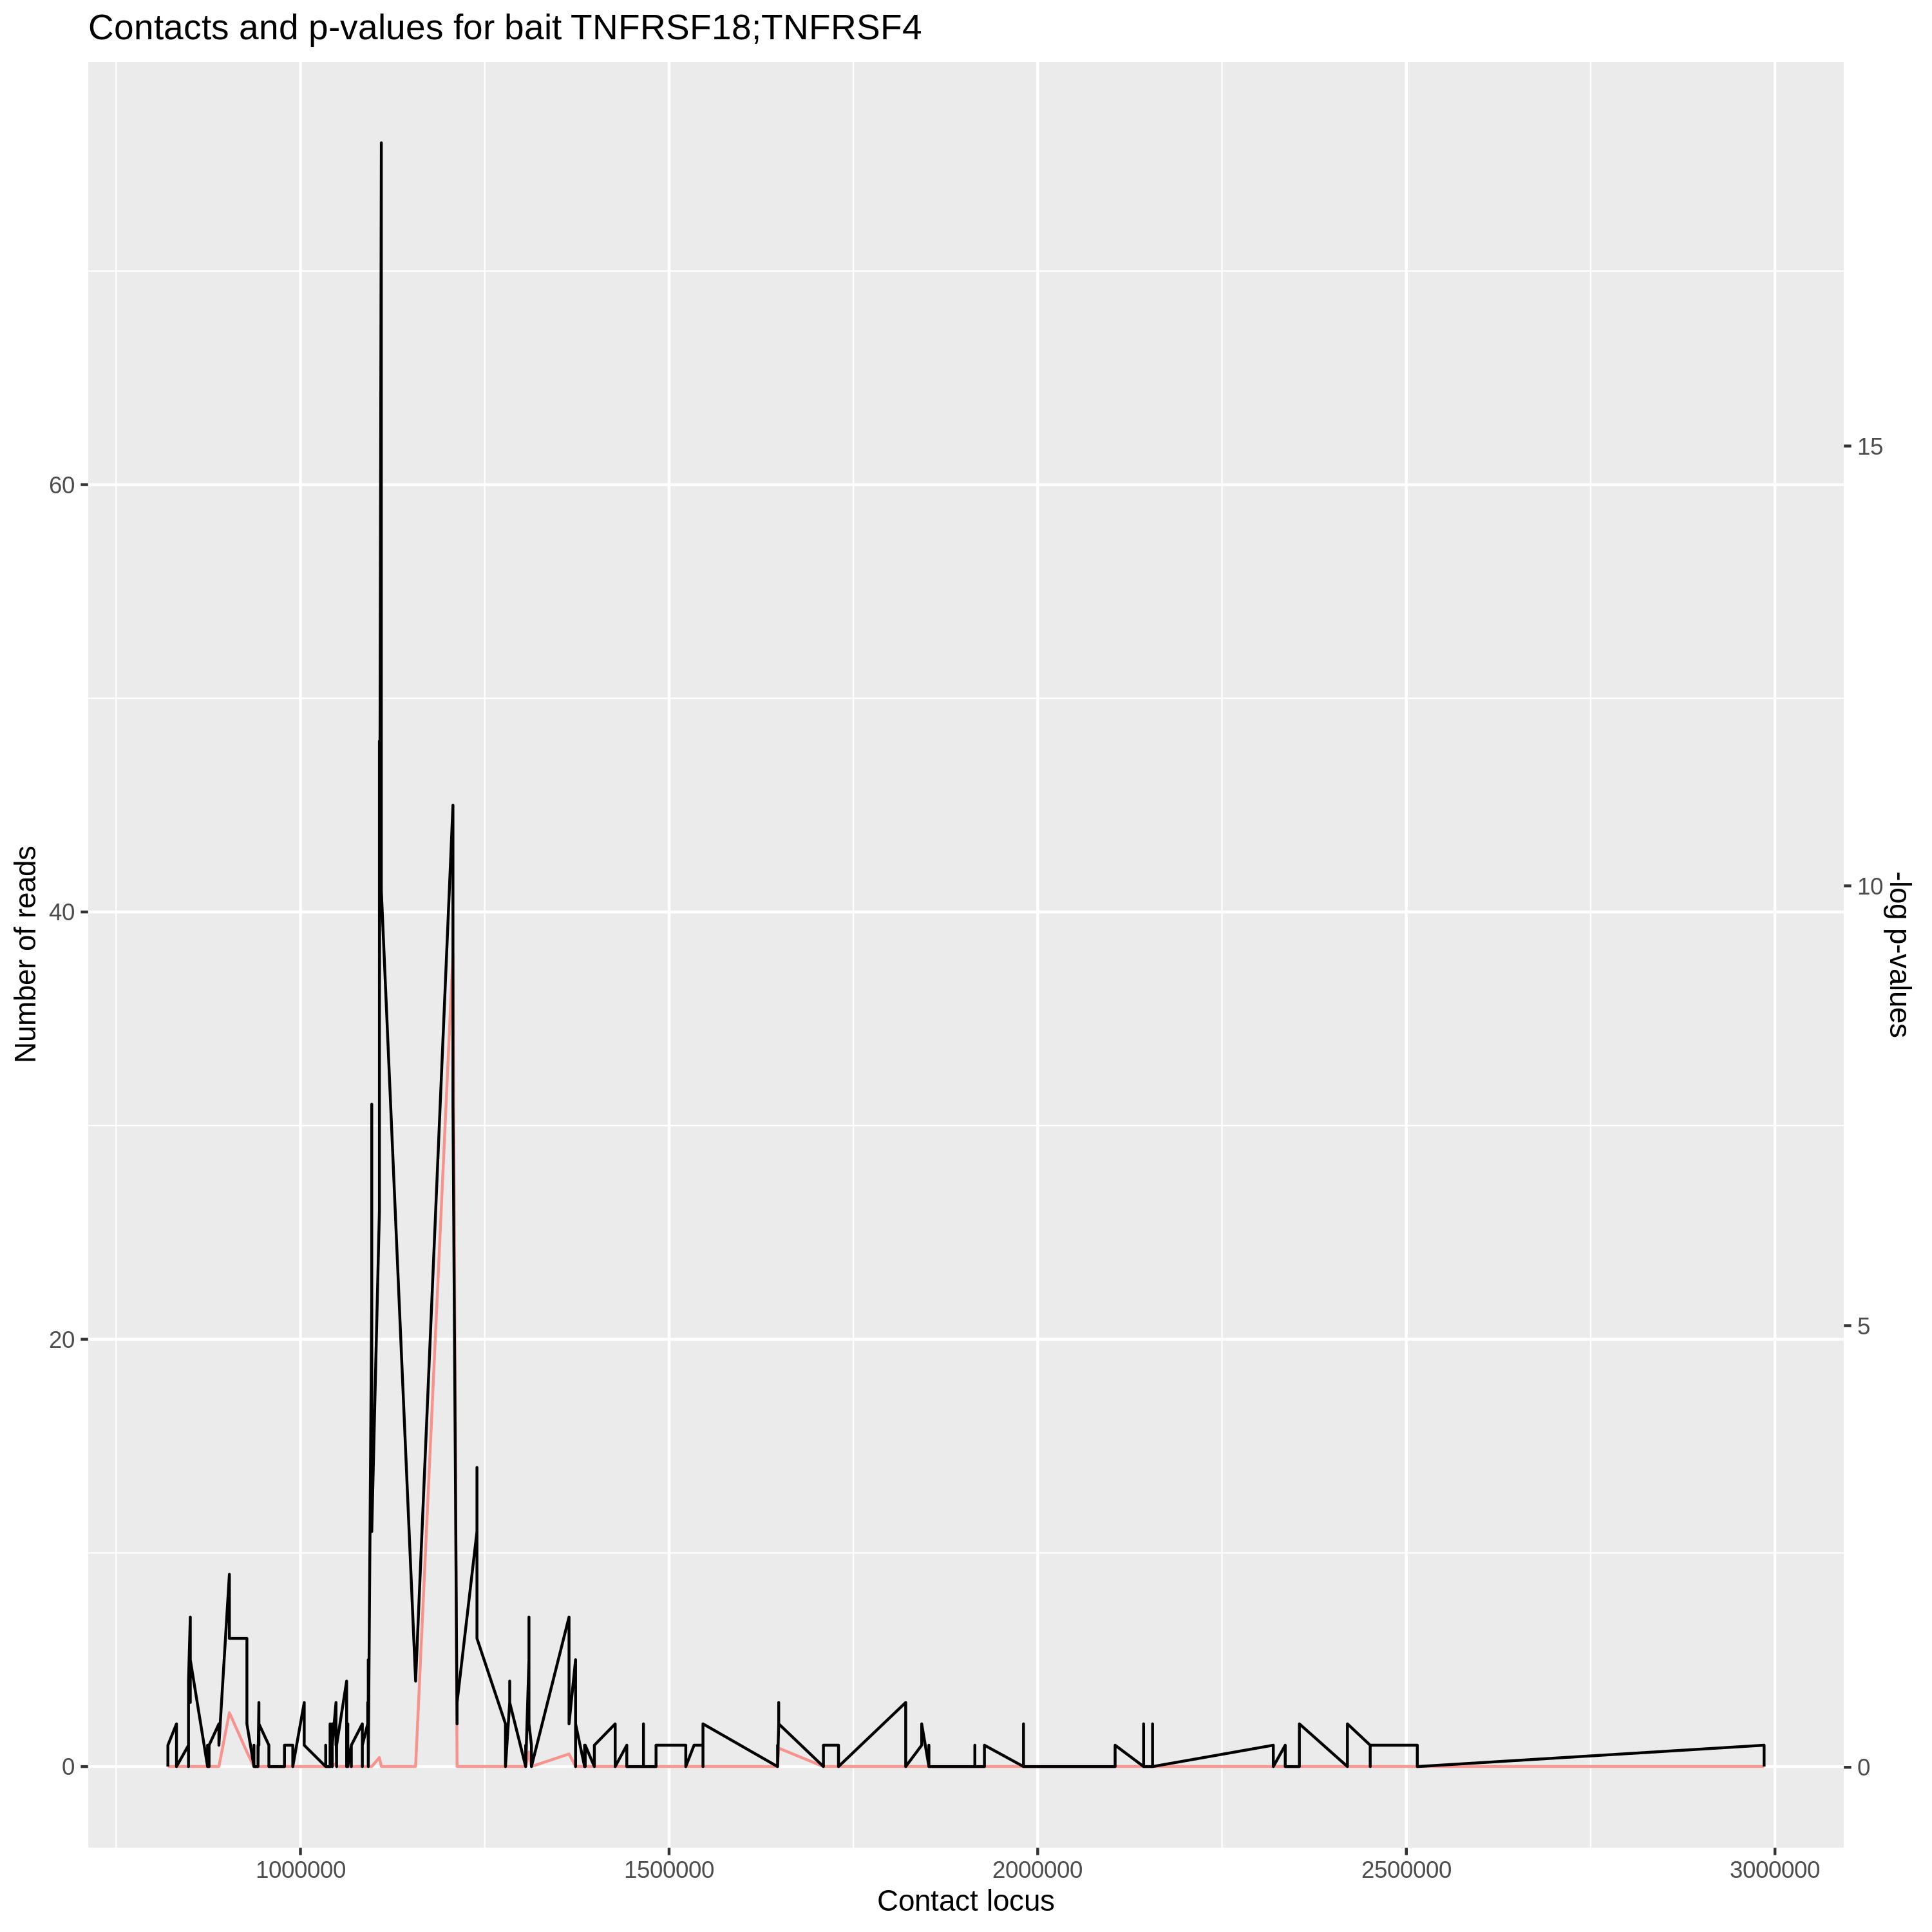 Contacts and p-values for bait TNFRSF18;TNFRSF4
Number of reads
60
40
20
0
15
10
5
0
-log p-values
1000000 1500000 2000000 2500000 3000000
Contact locus